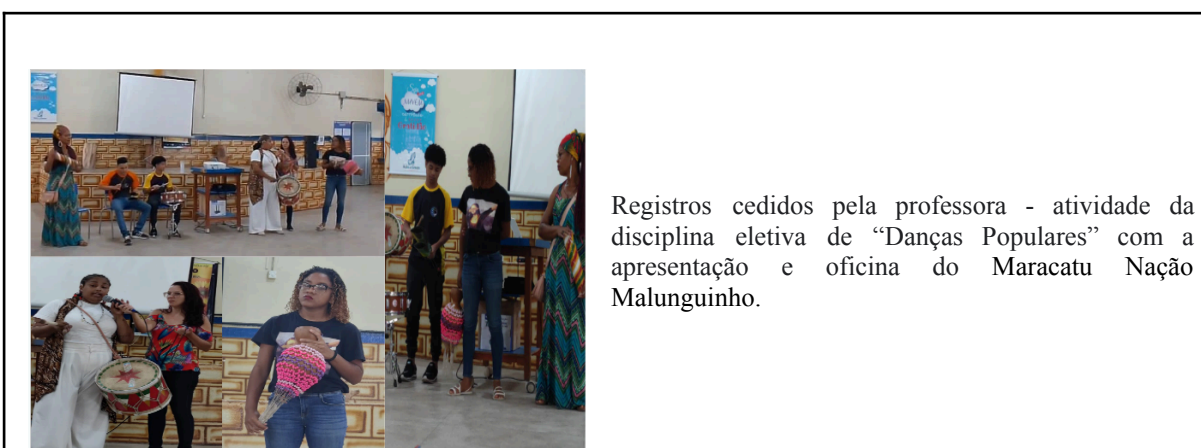 Registros cedidos pela professora - atividade da
disciplina eletiva de “Danças Populares” com a
apresentação e oficina do Maracatu Nação
Malunguinho.